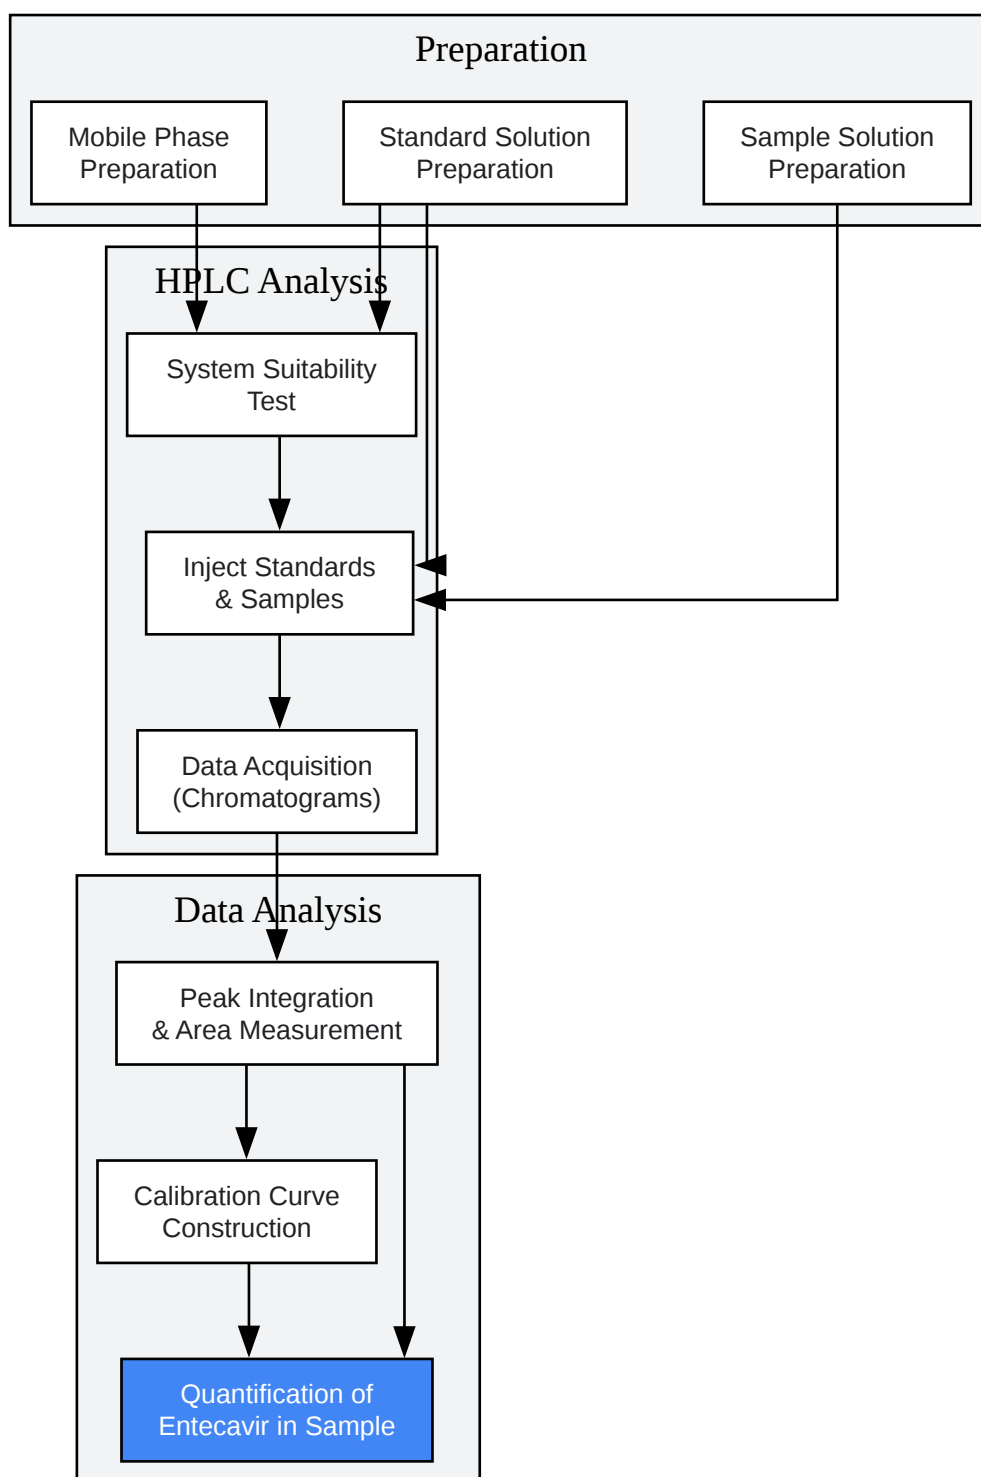 Preparation
Mobile Phase
Preparation
Standard Solution
Preparation
Sample Solution
Preparation
HPLC Analysis
System Suitability
Test
Inject Standards
& Samples
Data Acquisition
(Chromatograms)
Data Analysis
Peak Integration
& Area Measurement
Calibration Curve
Construction
Quantification of
Entecavir in Sample